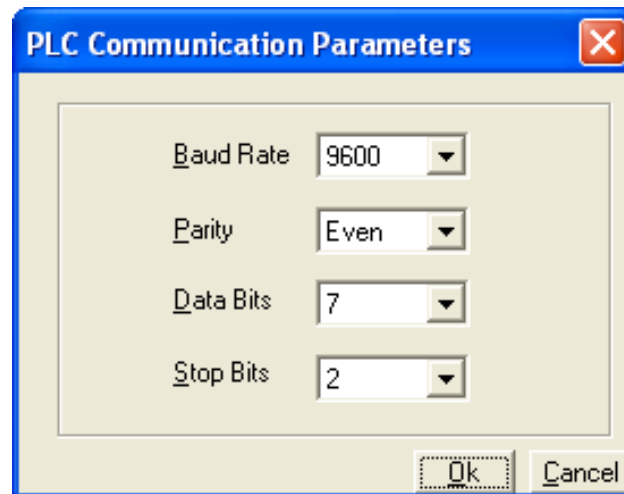 PLC Communication Parameters
Baud Rate 9600
Parity Even
Data Bits 7
Stop Bits 2
Ok Cancel